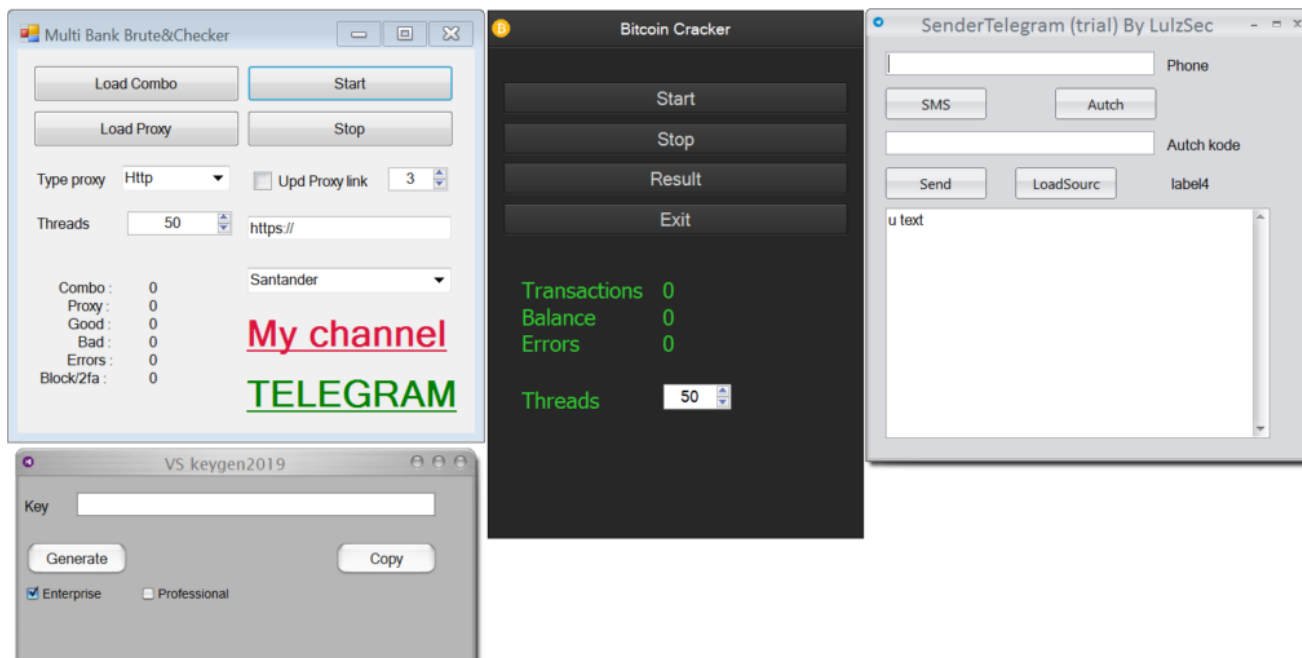 Multi Bank Brute&Checker
Load Combo
Start
Load Proxy
Stop
Type proxy
Http
Upd Proxy link
3
Threads
50
https://
Santander
Combo : 0
Proxy : 0
Good : 0
Bad : 0
Errors : 0
Block/2fa : 0
My channel
TELEGRAM
VS keygen2019
Key
Generate
Copy
Enterprise
Professional
Bitcoin Cracker
Start
Stop
Result
Exit
Transactions 0
Balance 0
Errors 0
Threads 50
SenderTelegram (trial) By LulzSec
Phone
SMS
Autch
Autch kode
Send
LoadSourc
label4
u text